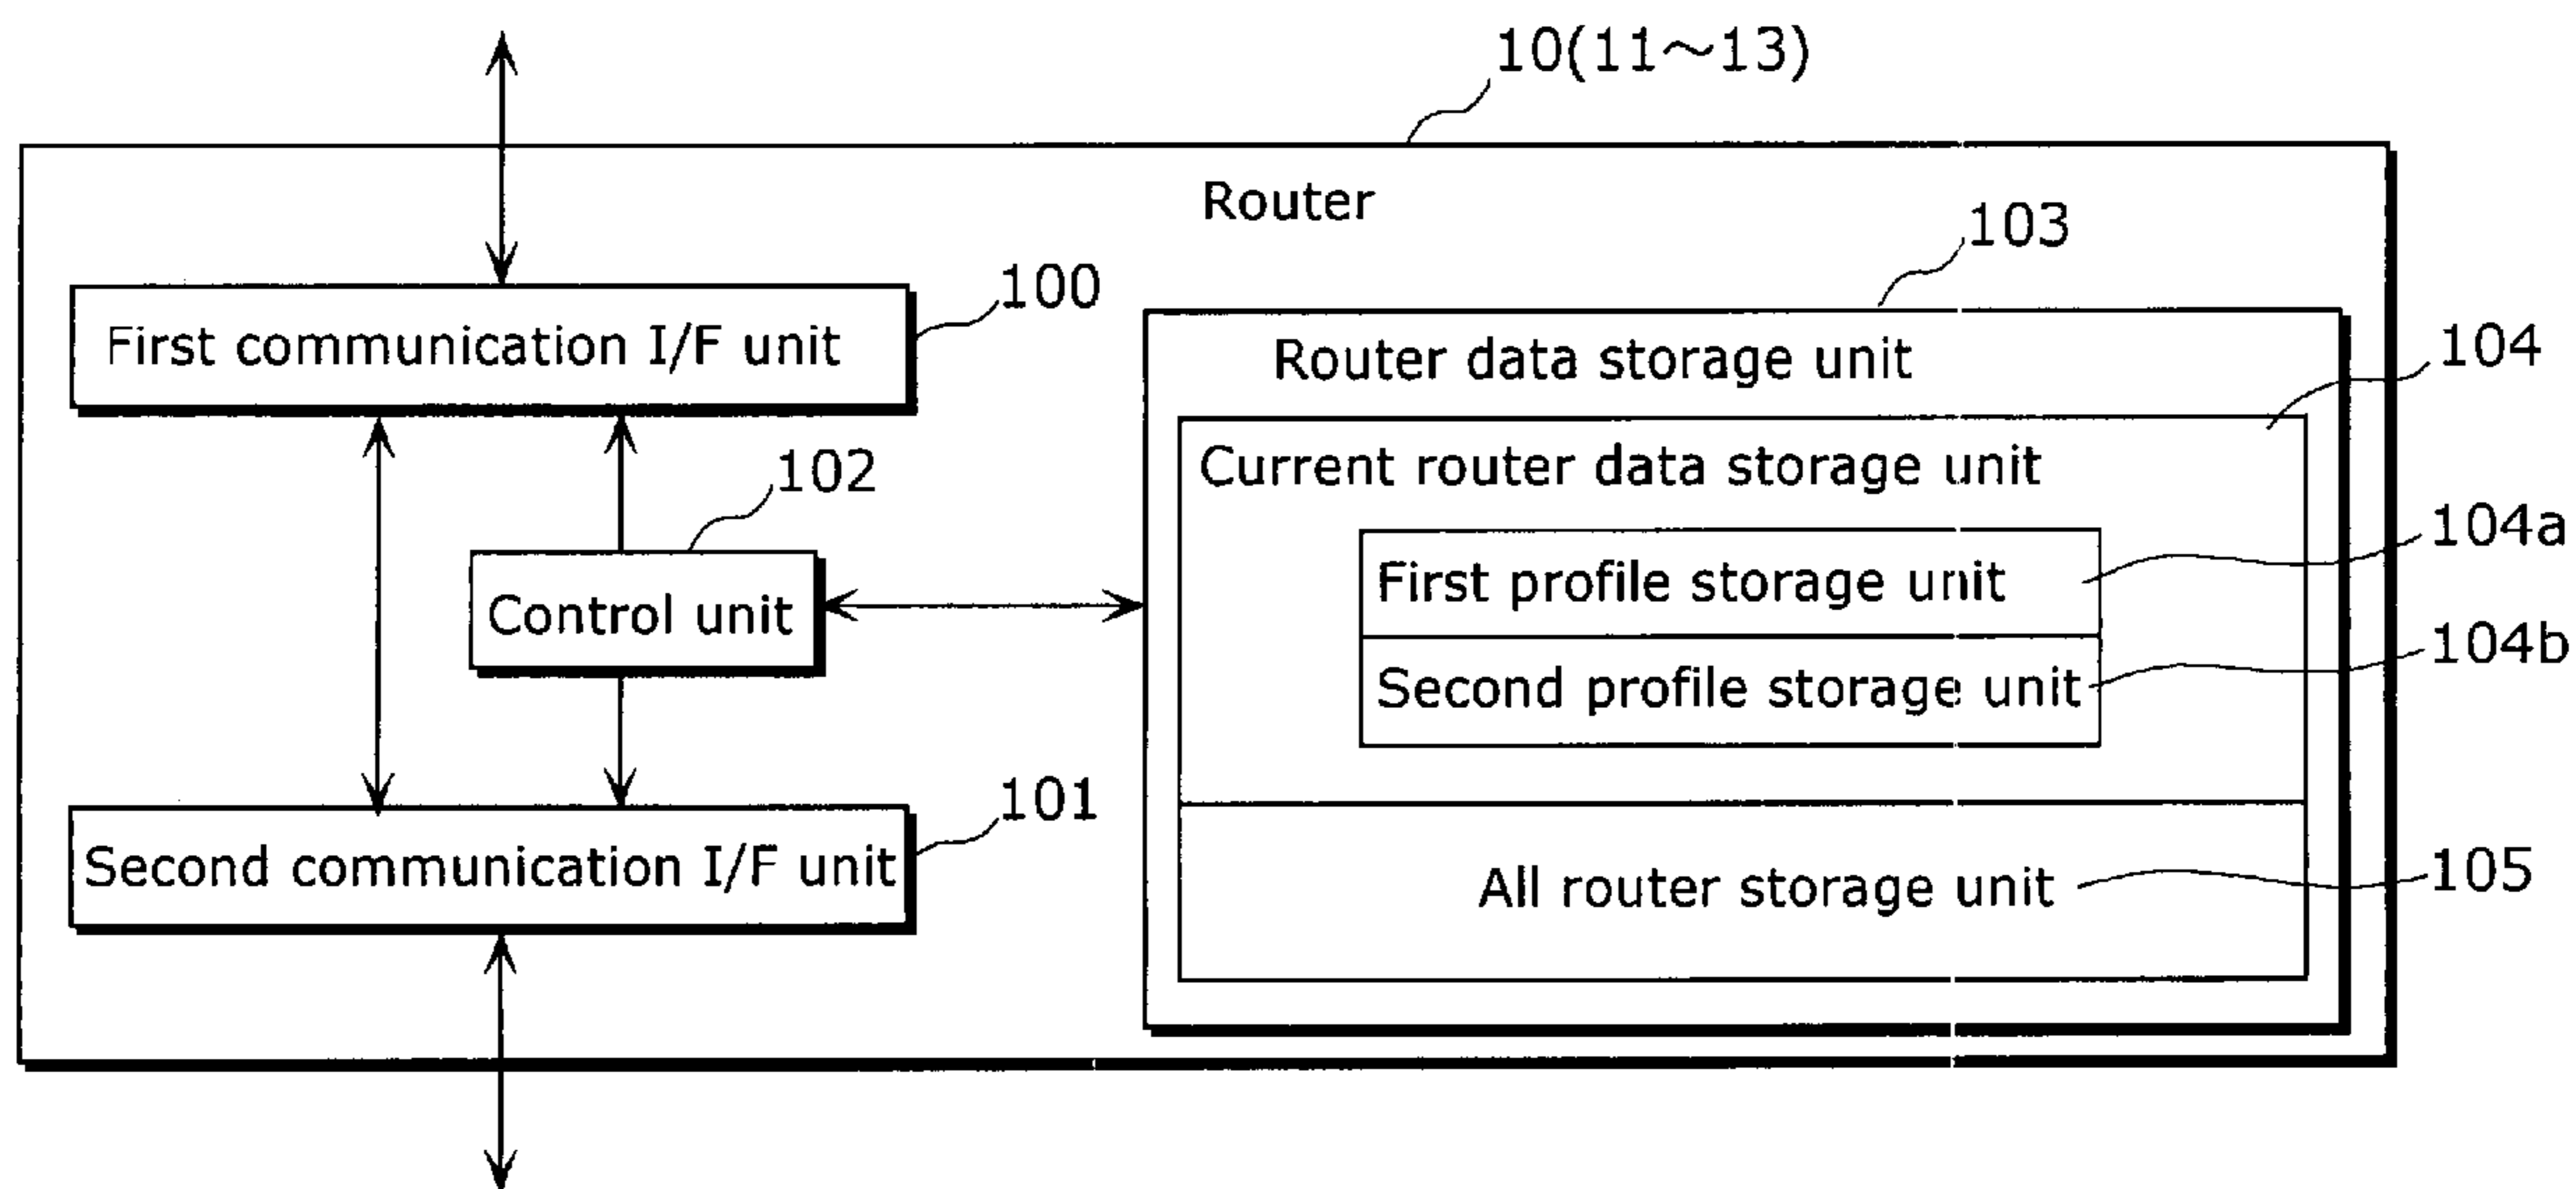 10(11～13)
Router
103
100
First communication I/F unit
Router data storage unit
104
Current router data storage unit
102
104a
First profile storage unit
Control unit
104b
Second profile storage unit
101
Second communication I/F unit
All router storage unit
105